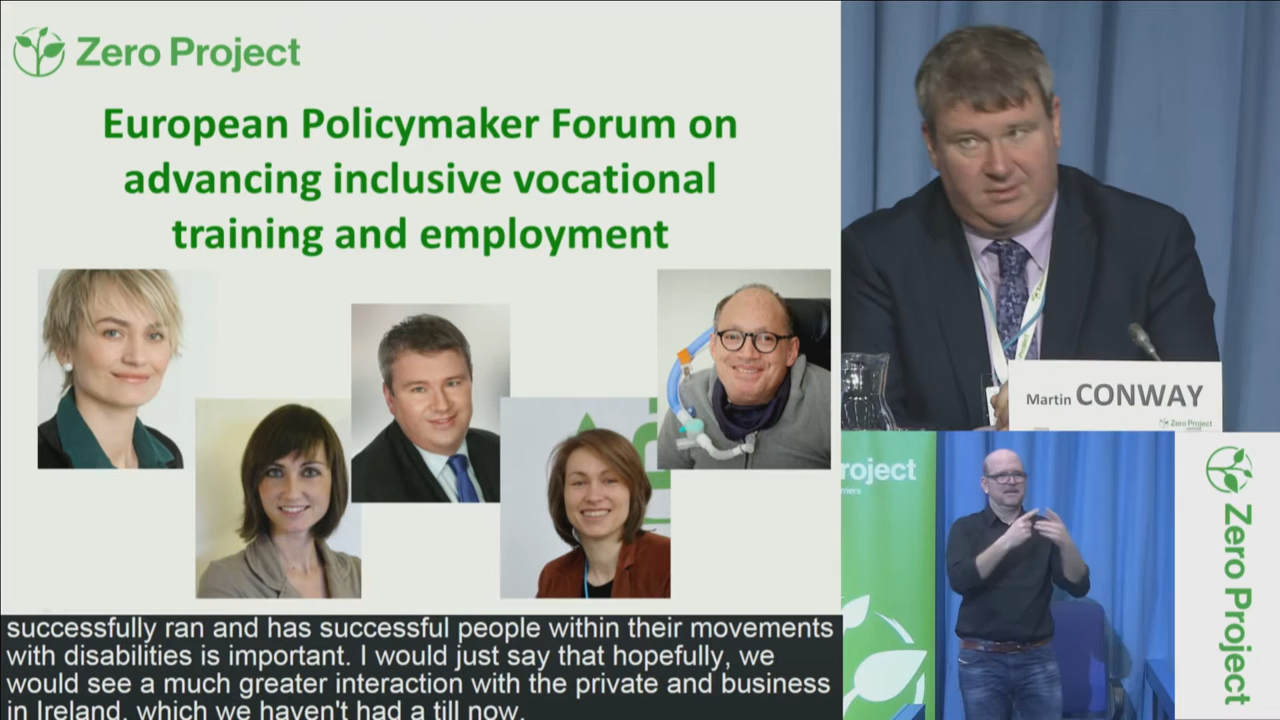 Zero Project
European Policymaker Forum on
advancing inclusive vocational
training and employment
Martin CONWAY
Zero Project
roject
Zero Project
successfully ran and has successful people within their movements
with disabilities is important. I would just say that hopefully, we
would see a much greater interaction with the private and business
in Ireland, which we haven't had a till now.